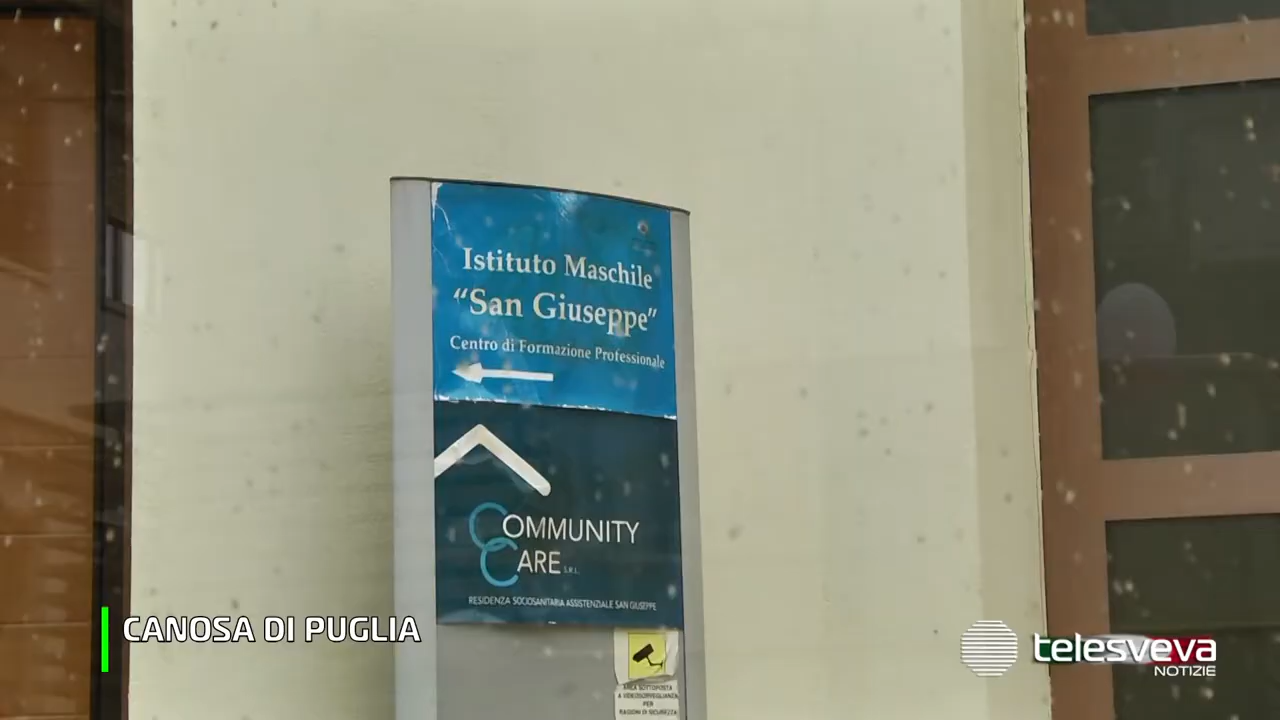 Istituto Maschile
“San Giuseppe”
Centro di Formazione Professionale
COMMUNITY
CARE S.R.L.
RESIDENZA SOCIOSANITARIA ASSISTENZIALE SAN GIUSEPPE
AREA SOTTOPOSTA
A VIDEOSORVEGLIANZA
PER
RAGIONI DI SICUREZZA
CANOSA DI PUGLIA
telesveva
NOTIZIE